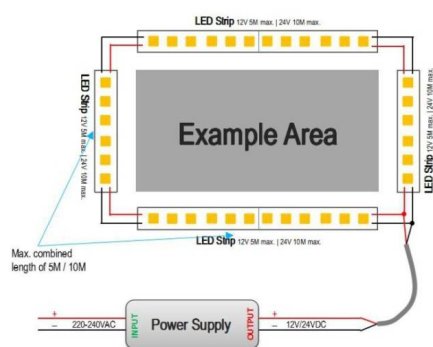 LED Strip 12V 5M max. | 24V 10M max.
LED Strip 12V 5M max. | 24V 10M max.
Example Area
LED Strip 12V 5M max. | 24V 10M max.
LED Strip 12V 5M max. | 24V 10M max.
Max. combined
length of 5M / 10M
+
220-240VAC
–
INPUT
Power Supply
OUTPUT
+
12V/24VDC
–